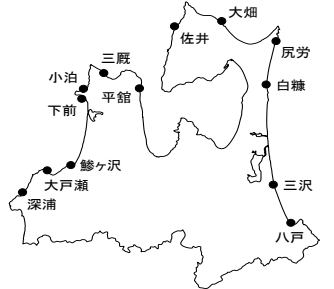 大畑
佐井
尻労
三厩
小泊
平舘
白糠
下前
鰺ヶ沢
大戸瀬
三沢
深浦
八戸